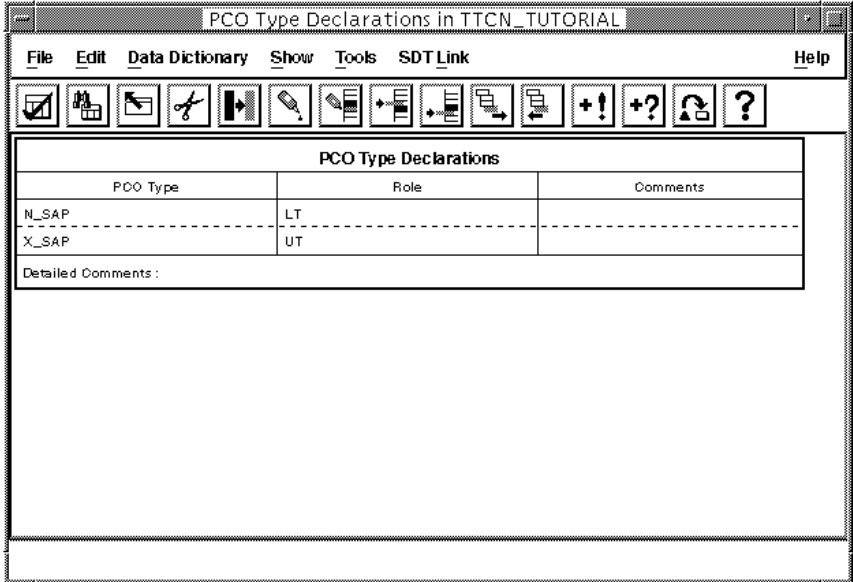 PCO Type Declarations in TTCN_TUTORIAL
File Edit Data Dictionary Show Tools SDT Link Help
+! +? ?
PCO Type Declarations
PCO Type Role Comments
N_SAP LT
X_SAP UT
Detailed Comments :